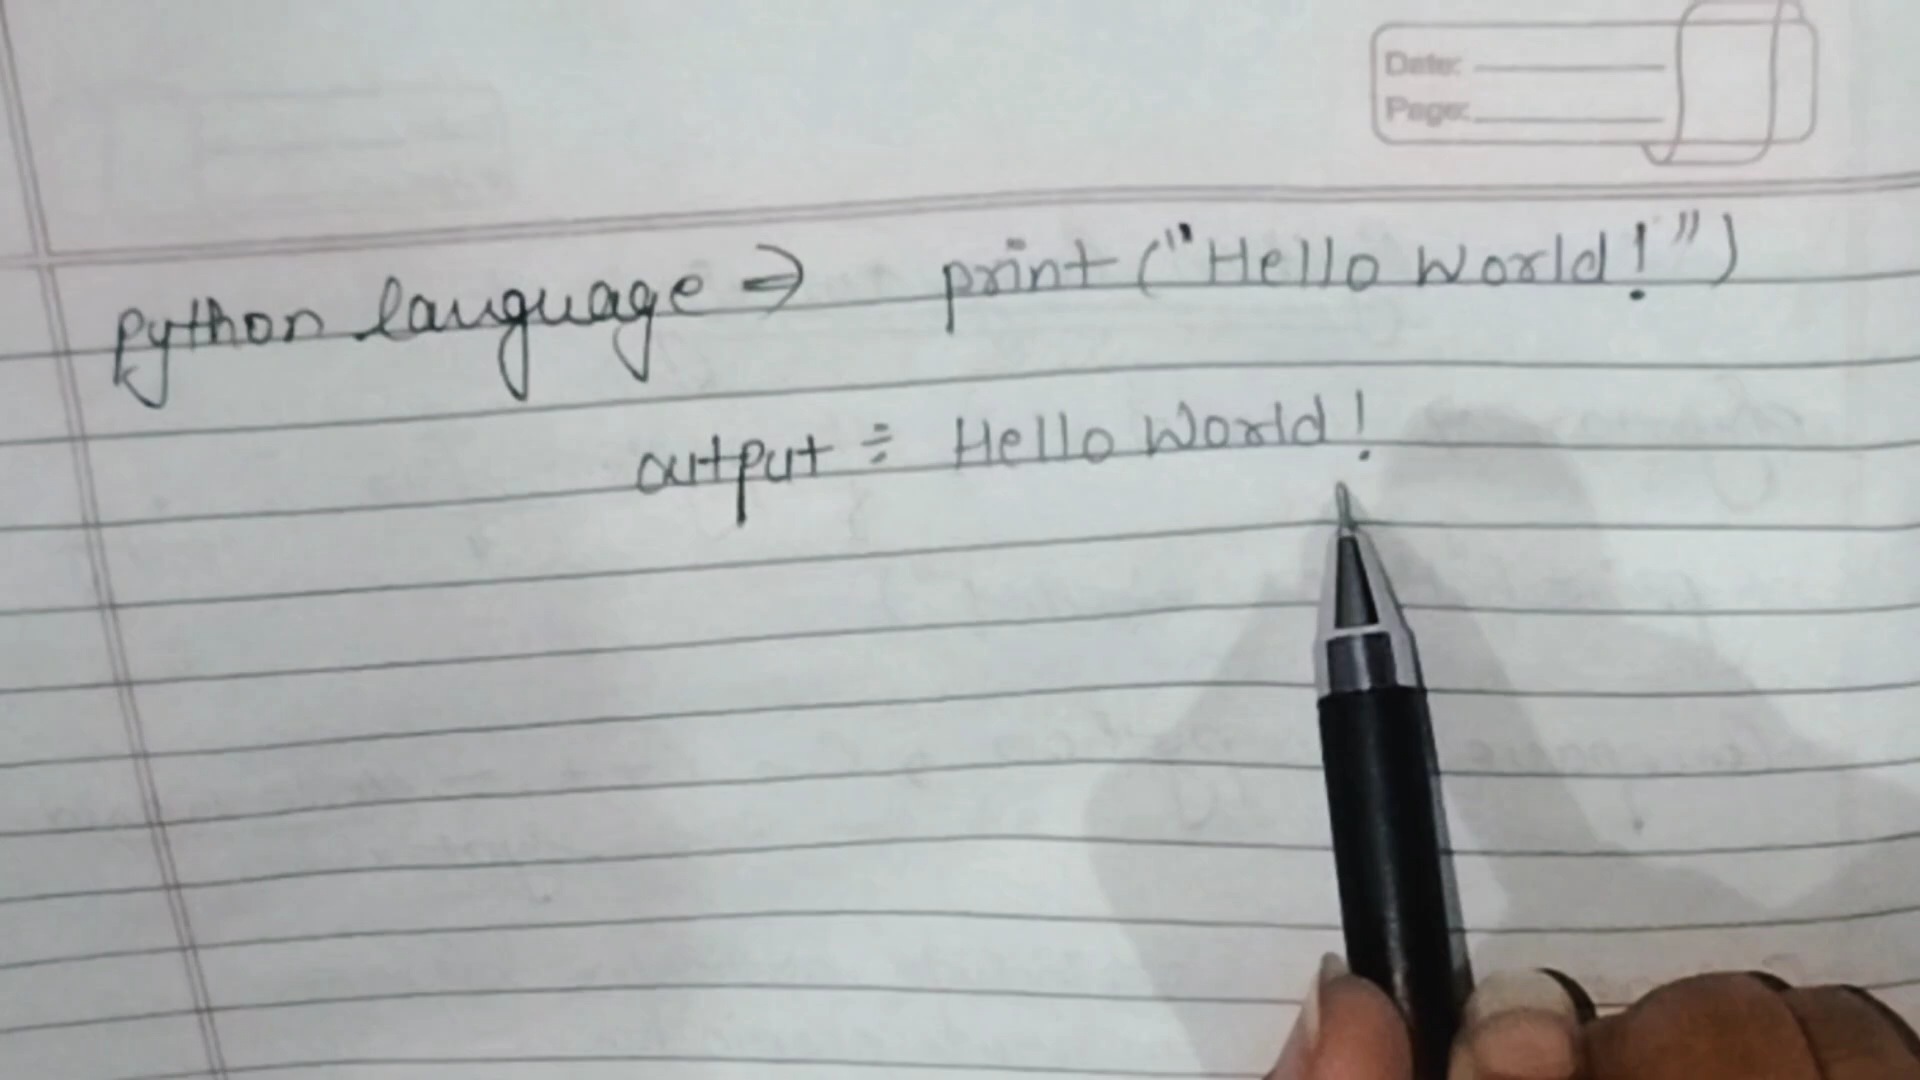 Date:
Page:
python language ⇒ print ("Hello World!")
output ÷ Hello World!